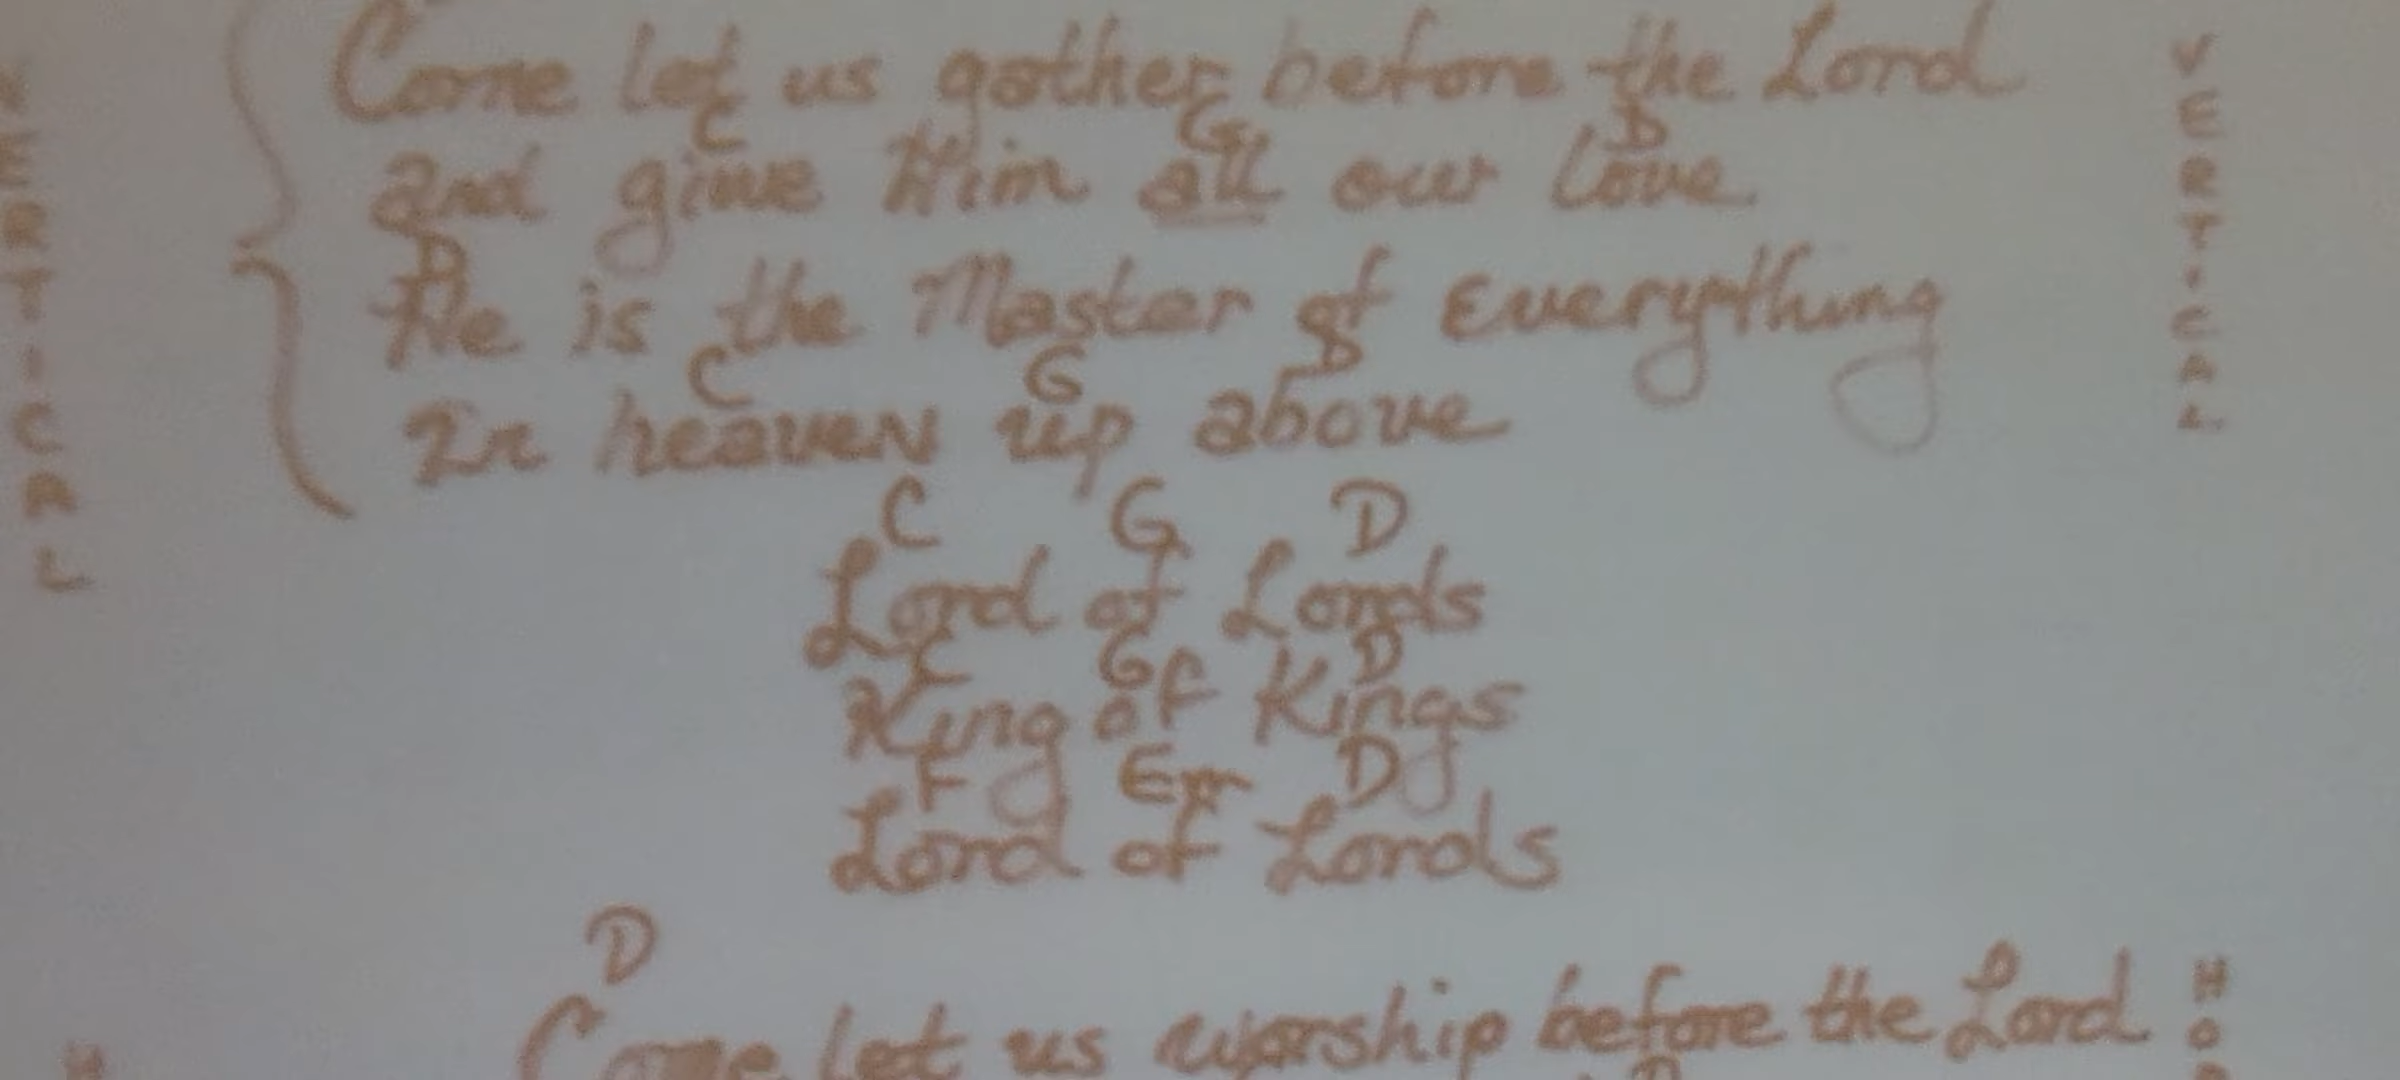 Come let us gather before the Lord
C G D
and give Him all our love
D
He is the Master of Everything
C G D
In heaven up above
C G D
Lord of Lords
C G D
King of Kings
F Em D
Lord of Lords
D
Come let us worship before the Lord
D
VERTICAL
VERTICAL
H
HO